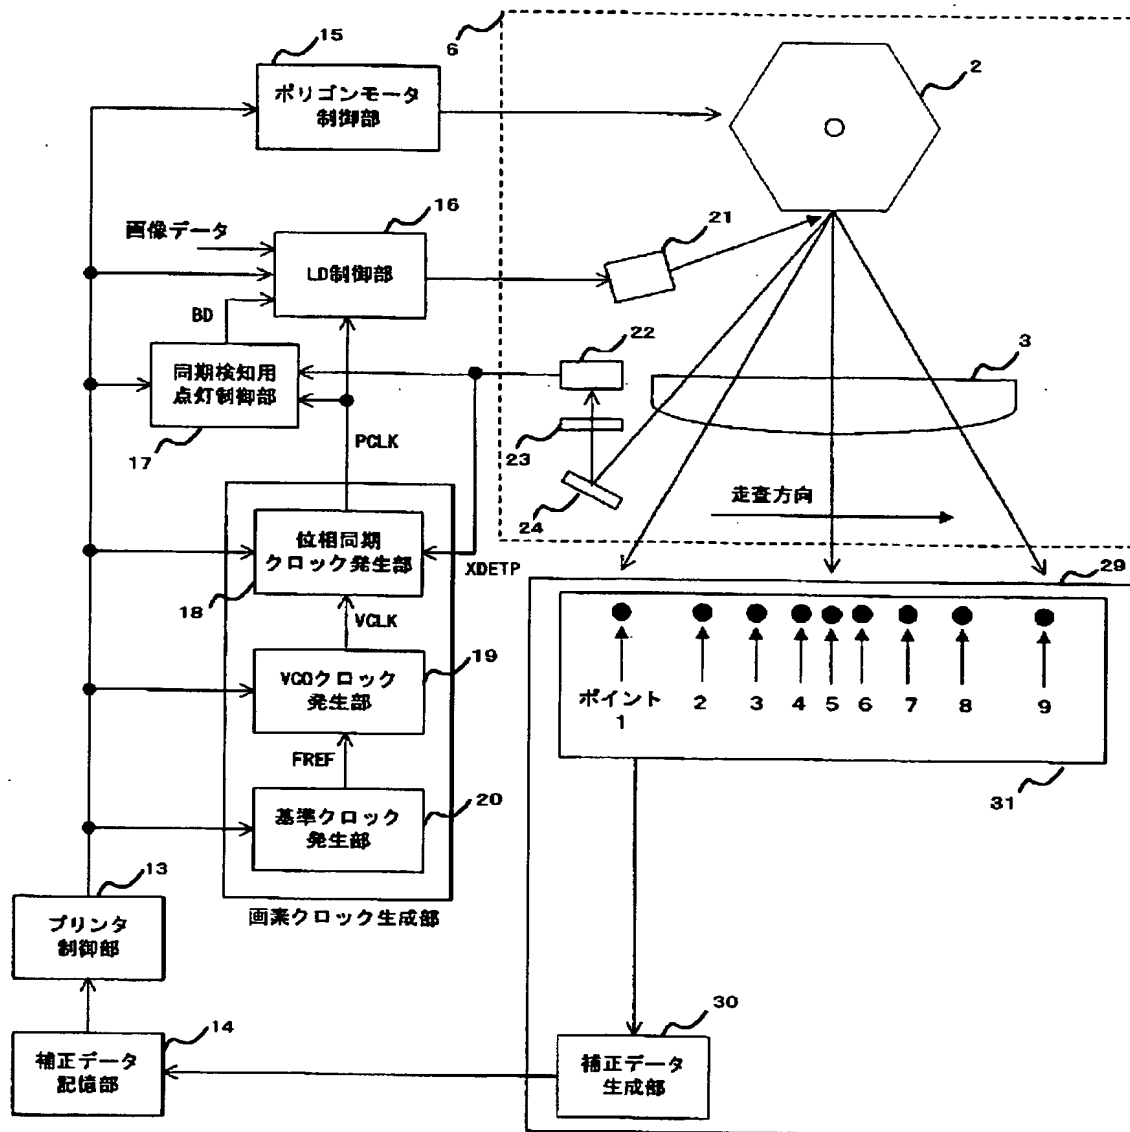 15
6
2
ポリゴンモータ
制御部
16
21
画像データ
LD制御部
BD
22
3
同期検知用
点灯制御部
17
PCLK
23
24
走査方向
位相同期
クロック発生部
18
XDETP
29
VCLK
19
VCOクロック
発生部
ポイント
1
2
3
4
5
6
7
8
9
FREF
20
基準クロック
発生部
31
13
画素クロック生成部
プリンタ
制御部
14
30
補正データ
記憶部
補正データ
生成部